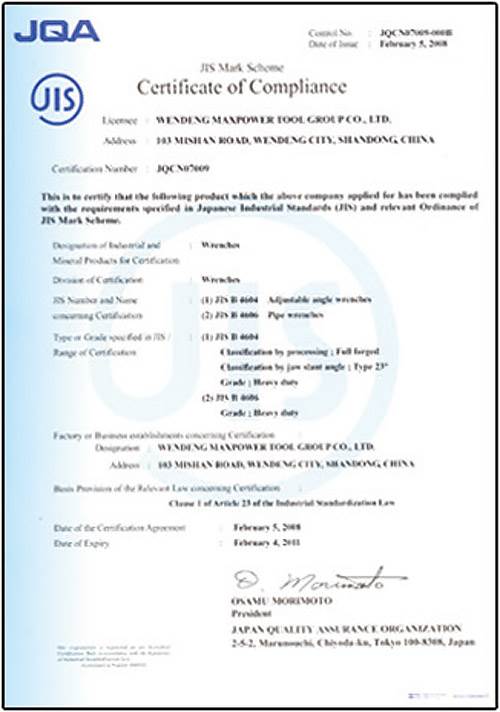 JQA
Control No. : JQCN07009-000B
Date of Issue : February 5, 2008
JIS
JIS Mark Scheme
Certificate of Compliance
Licensee : WENDENG MAXPOWER TOOL GROUP CO., LTD.
Address : 103 MISHAN ROAD, WENDENG CITY, SHANDONG, CHINA
Certification Number : JQCN07009
This is to certify that the following product which the above company applied for has been complied
with the requirements specified in Japanese Industrial Standards (JIS) and relevant Ordinance of
JIS Mark Scheme.
Designation of Industrial and : Wrenches
Mineral Products for Certification
Division of Certification : Wrenches
JIS Number and Name : (1) JIS B 4604 Adjustable angle wrenches
concerning Certification (2) JIS B 4606 Pipe wrenches
Type or Grade specified in JIS / : (1) JIS B 4604
Range of Certification Classification by processing ; Full forged
Classification by jaw slant angle ; Type 23°
Grade ; Heavy duty
(2) JIS B 4606
Grade ; Heavy duty
Factory or Business establishments concerning Certification :
Designation : WENDENG MAXPOWER TOOL GROUP CO., LTD.
Address : 103 MISHAN ROAD, WENDENG CITY, SHANDONG, CHINA
Basis Provision of the Relevant Law concerning Certification :
Clause 1 of Article 23 of the Industrial Standardization Law
Date of the Certification Agreement : February 5, 2008
Date of Expiry : February 4, 2011
O. Morimoto
OSAMU MORIMOTO
President
JAPAN QUALITY ASSURANCE ORGANIZATION
2-5-2, Marunouchi, Chiyoda-ku, Tokyo 100-8308, Japan